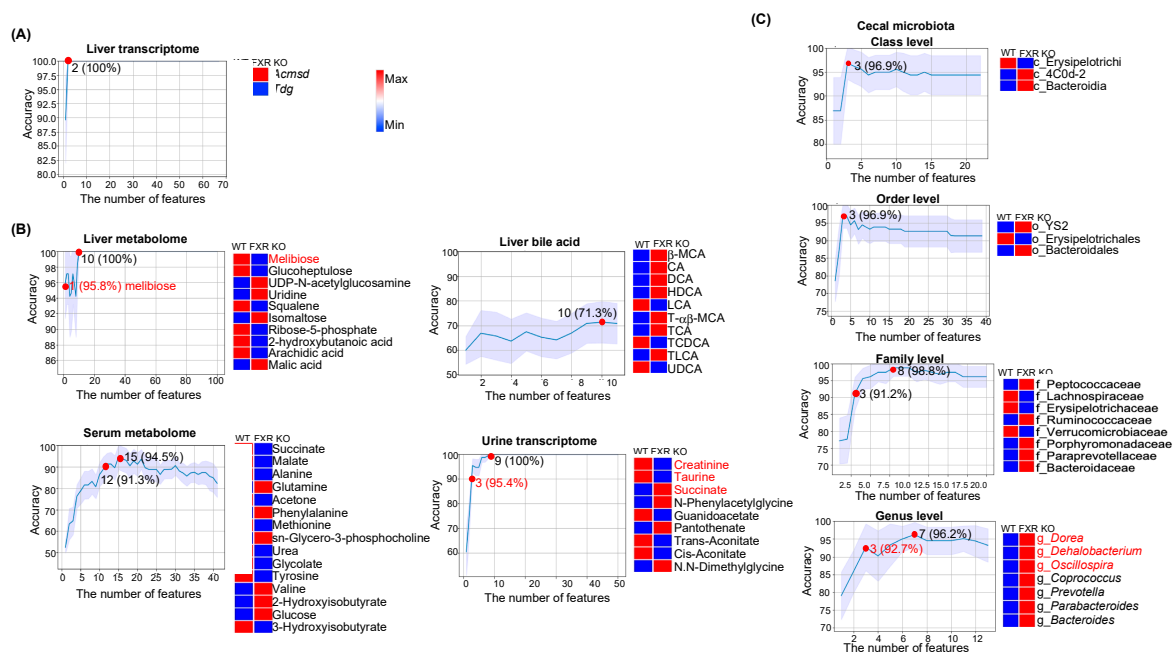 (A)
Liver transcriptome
2 (100%)
Accuracy
100.0
97.5
95.0
92.5
90.0
87.5
85.0
82.5
80.0
0 10 20 30 40 50 60 70
The number of features
FXR KO
Acmsd
Tdg
Max
Min
(B)
Liver metabolome
10 (100%)
1 (95.8%) melibiose
Accuracy
100
98
96
94
92
90
88
86
0 20 40 60 80 100
The number of features
WT FXR KO
Melibiose
Glucoheptulose
UDP-N-acetylglucosamine
Uridine
Squalene
Isomaltose
Ribose-5-phosphate
2-hydroxybutanoic acid
Arachidic acid
Malic acid
Liver bile acid
10 (71.3%)
Accuracy
100
90
80
70
60
50
2 4 6 8 10
The number of features
WT FXR KO
β-MCA
CA
DCA
HDCA
LCA
T-αβ-MCA
TCA
TCDCA
TLCA
UDCA
Serum metabolome
15 (94.5%)
12 (91.3%)
Accuracy
90
80
70
60
50
0 10 20 30 40
The number of features
WT FXR KO
Succinate
Malate
Alanine
Glutamine
Acetone
Phenylalanine
Methionine
sn-Glycero-3-phosphocholine
Urea
Glycolate
Tyrosine
Valine
2-Hydroxyisobutyrate
Glucose
3-Hydroxyisobutyrate
Urine transcriptome
9 (100%)
3 (95.4%)
Accuracy
100
90
80
70
60
0 10 20 30 40 50
The number of features
WT FXR KO
Creatinine
Taurine
Succinate
N-Phenylacetylglycine
Guanidoacetate
Pantothenate
Trans-Aconitate
Cis-Aconitate
N.N-Dimethylglycine
(C)
Cecal microbiota
Class level
3 (96.9%)
Accuracy
100
95
90
85
80
0 5 10 15 20
The number of features
WT FXR KO
c_Erysipelotrichi
c_4C0d-2
c_Bacteroidia
Order level
3 (96.9%)
Accuracy
100
95
90
85
80
75
70
0 5 10 15 20 25 30 35 40
The number of features
WT FXR KO
o_YS2
o_Erysipelotrichales
o_Bacteroidales
Family level
8 (98.8%)
3 (91.2%)
Accuracy
100
95
90
85
80
75
70
2.5 5.0 7.5 10.0 12.5 15.0 17.5 20.0
The number of features
WT FXR KO
f_Peptococcaceae
f_Lachnospiraceae
f_Erysipelotrichaceae
f_Ruminococcaceae
f_Verrucomicrobiaceae
f_Porphyromonadaceae
f_Paraprevotellaceae
f_Bacteroidaceae
Genus level
7 (96.2%)
3 (92.7%)
Accuracy
95
90
85
80
75
70
2 4 6 8 10 12
The number of features
WT FXR KO
g_Dorea
g_Dehalobacterium
g_Oscillospira
g_Coprococcus
g_Prevotella
g_Parabacteroides
g_Bacteroides